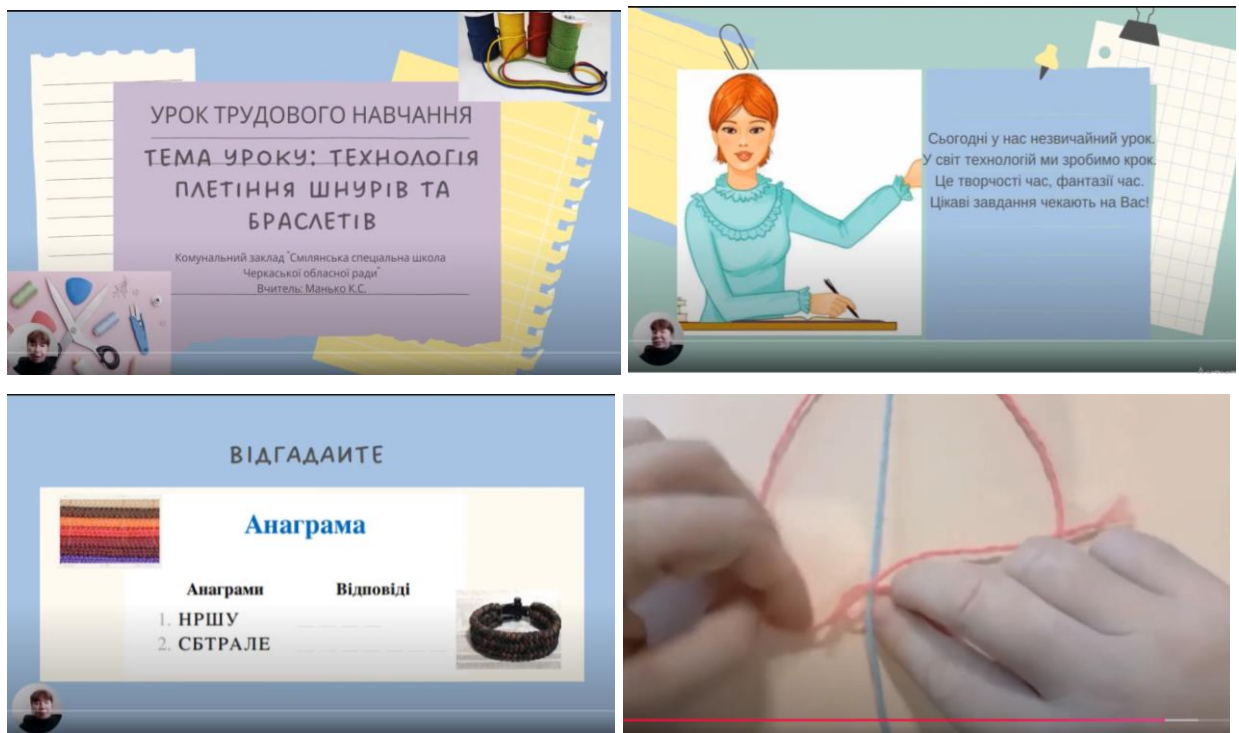 УРОК ТРУДОВОГО НАВЧАННЯ
ТЕМА УРОКУ: ТЕХНОЛОГІЯ
ПЛЕТІННЯ ШНУРІВ ТА
БРАСЛЕТІВ
Комунальний заклад "Смілянська спеціальна школа
Черкаської обласної ради"
Вчитель: Манько К.С.
Сьогодні у нас незвичайний урок.
У світ технологій ми зробимо крок.
Це творчості час, фантазії час.
Цікаві завдання чекають на Вас!
ВІДГАДАИТЕ
Анаграма
Анаграми Відповіді
1. НРШУ
2. СБТРАЛЕ